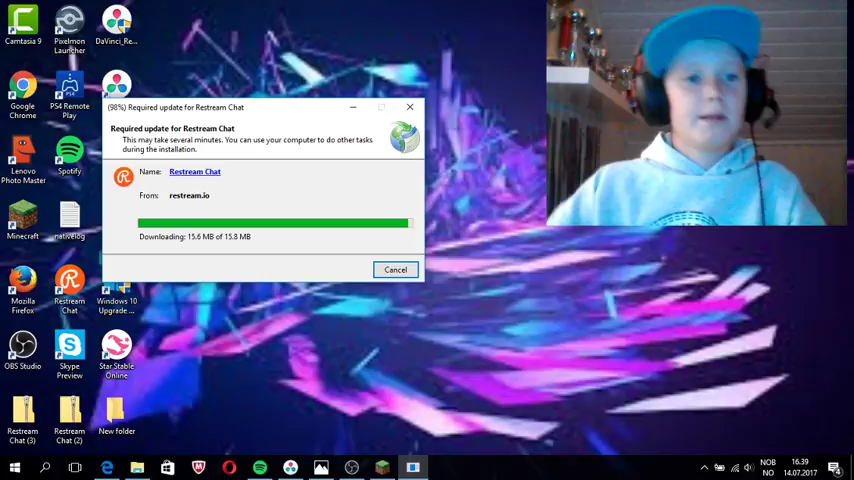 Camtasia 9
Pixelmon
Launcher
DaVinci_Re...
Google
Chrome
PS4 Remote
Play
(98%) Required update for Restream Chat
Required update for Restream Chat
This may take several minutes. You can use your computer to do other tasks
during the installation.
Name: Restream Chat
From: restream.io
Downloading: 15.6 MB of 15.8 MB
Cancel
Lenovo
Photo Master
Spotify
Minecraft
nativelog
Mozilla
Firefox
Restream
Chat
Windows 10
Upgrade ...
OBS Studio
Skype
Preview
Star Stable
Online
Restream
Chat (3)
Restream
Chat (2)
New folder
NOB
NO
16.39
14.07.2017
4